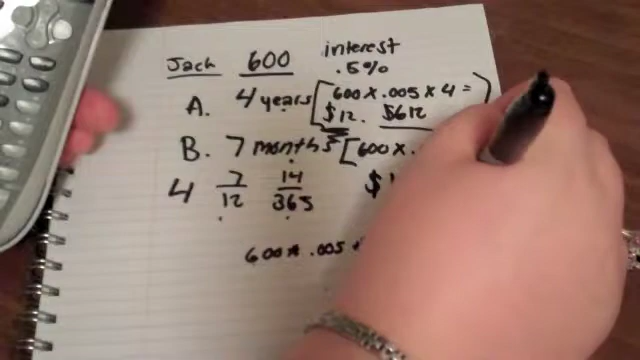 Jack 600 interest
.5%
A. 4 years [600 x .005 x 4 =
$12. $612
B. 7 months [600 x .
4 7/12 14/365 $
600 x .005